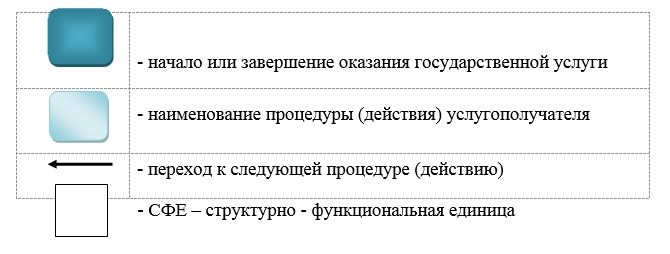 - начало или завершение оказания государственной услуги
- наименование процедуры (действия) услугополучателя
- переход к следующей процедуре (действию)
- СФЕ – структурно - функциональная единица